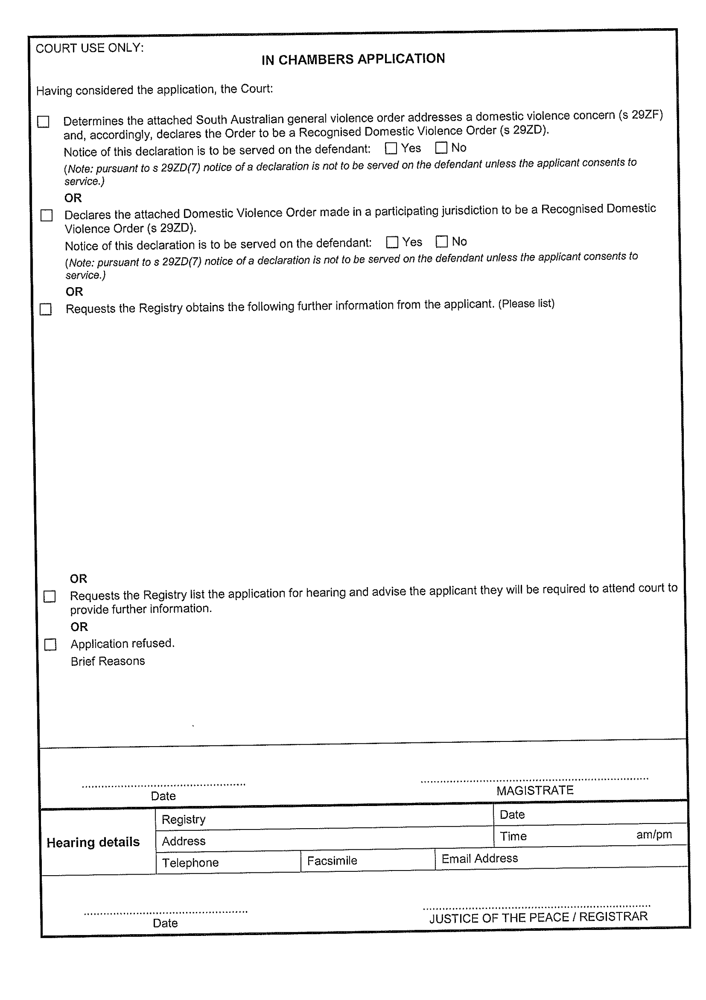 COURT USE ONLY:
IN CHAMBERS APPLICATION
Having considered the application, the Court:
Determines the attached South Australian general violence order addresses a domestic violence concern (s 29ZF)
and, accordingly, declares the Order to be a Recognised Domestic Violence Order (s 29ZD).
Notice of this declaration is to be served on the defendant: Yes No
(Note: pursuant to s 29ZD(7) notice of a declaration is not to be served on the defendant unless the applicant consents to
service.)
OR
Declares the attached Domestic Violence Order made in a participating jurisdiction to be a Recognised Domestic
Violence Order (s 29ZD).
Notice of this declaration is to be served on the defendant: Yes No
(Note: pursuant to s 29ZD(7) notice of a declaration is not to be served on the defendant unless the applicant consents to
service.)
OR
Requests the Registry obtains the following further information from the applicant. (Please list)
OR
Requests the Registry list the application for hearing and advise the applicant they will be required to attend court to
provide further information.
OR
Application refused.
Brief Reasons
Date MAGISTRATE
Registry Date
Hearing details
Address Time am/pm
Telephone Facsimile Email Address
Date JUSTICE OF THE PEACE / REGISTRAR